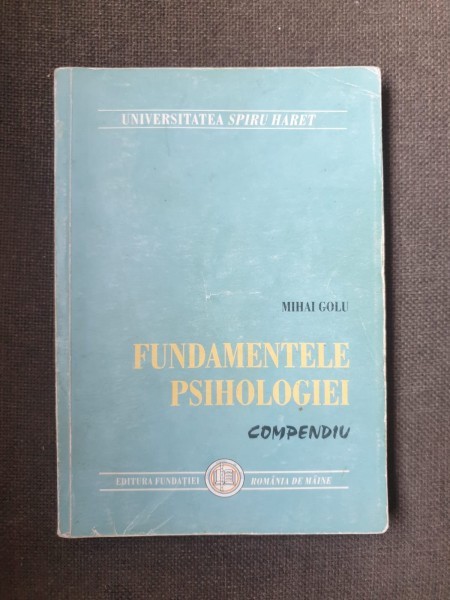 UNIVERSITATEA SPIRU HARET
MIHAI GOLU
FUNDAMENTELE
PSIHOLOGIEI
COMPENDIU
EDITURA FUNDAȚIEI ROMÂNIA DE MÂINE